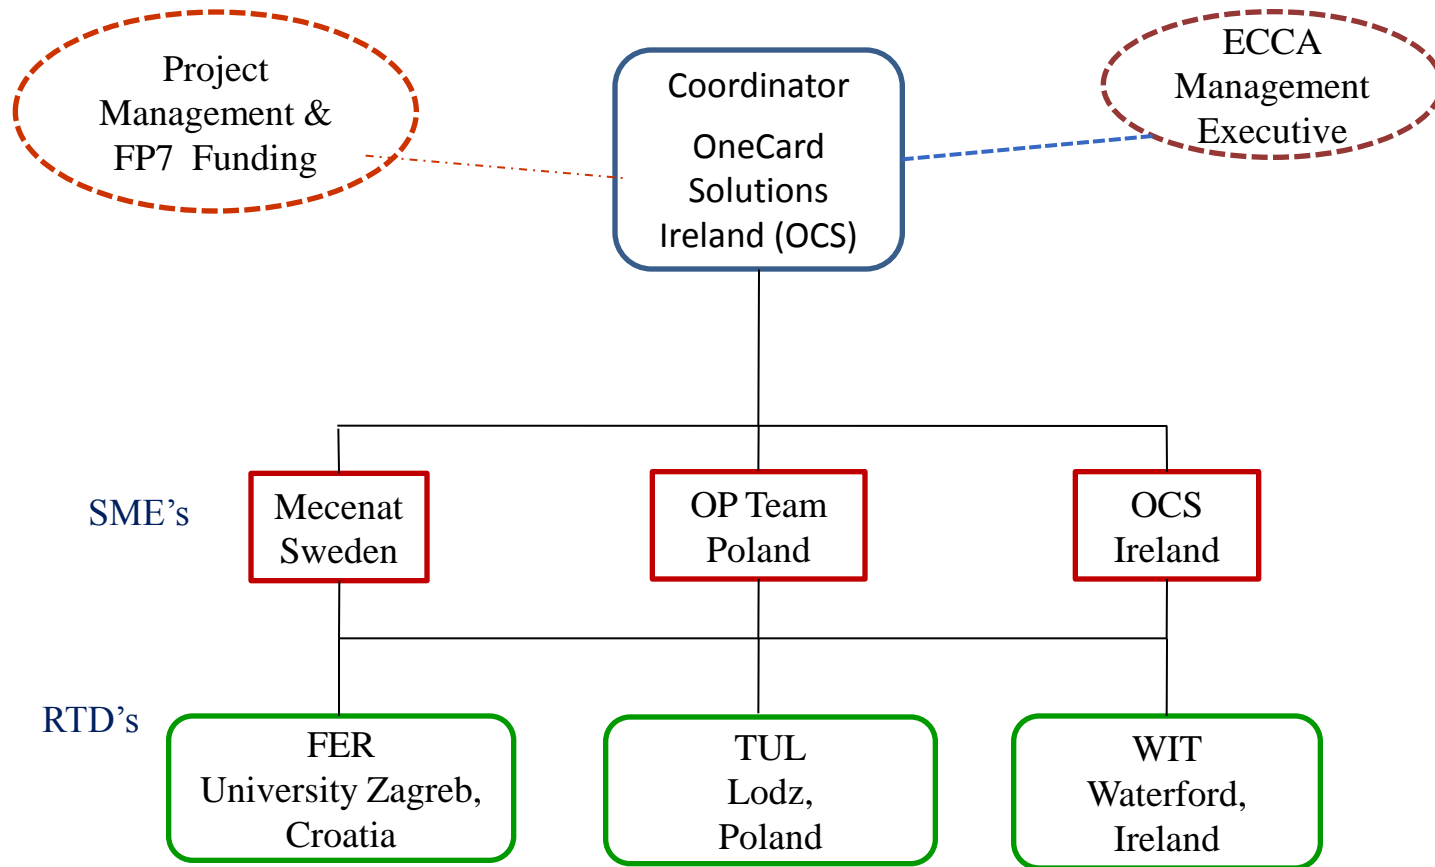 Project
Management &
FP7 Funding
Coordinator
OneCard
Solutions
Ireland (OCS)
ECCA
Management
Executive
SME’s
Mecenat
Sweden
OP Team
Poland
OCS
Ireland
RTD’s
FER
University Zagreb,
Croatia
TUL
Lodz,
Poland
WIT
Waterford,
Ireland